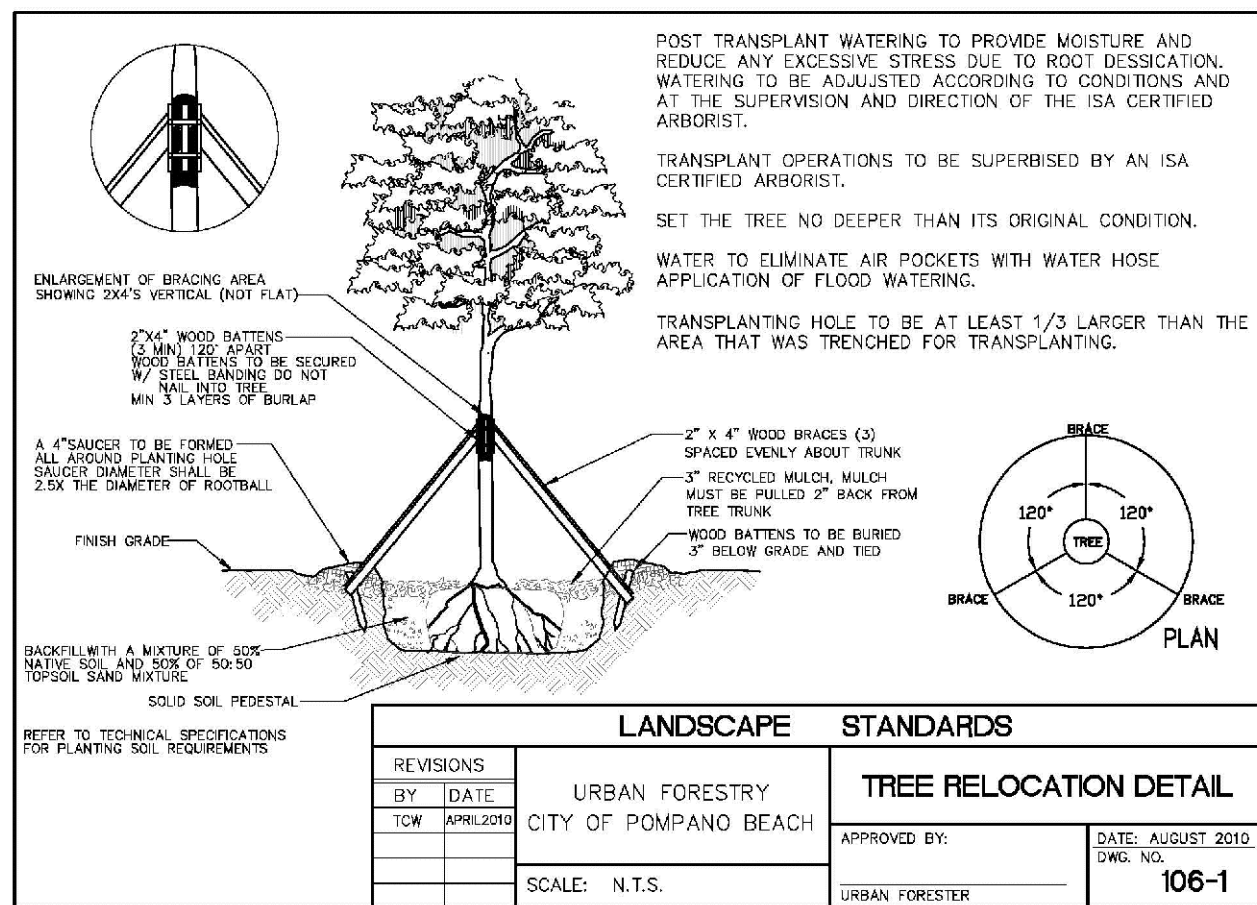 POST TRANSPLANT WATERING TO PROVIDE MOISTURE AND
REDUCE ANY EXCESSIVE STRESS DUE TO ROOT DESSICATION.
WATERING TO BE ADJUJSTED ACCORDING TO CONDITIONS AND
AT THE SUPERVISION AND DIRECTION OF THE ISA CERTIFIED
ARBORIST.
TRANSPLANT OPERATIONS TO BE SUPERBISED BY AN ISA
CERTIFIED ARBORIST.
SET THE TREE NO DEEPER THAN ITS ORIGINAL CONDITION.
WATER TO ELIMINATE AIR POCKETS WITH WATER HOSE
APPLICATION OF FLOOD WATERING.
TRANSPLANTING HOLE TO BE AT LEAST 1/3 LARGER THAN THE
AREA THAT WAS TRENCHED FOR TRANSPLANTING.
ENLARGEMENT OF BRACING AREA
SHOWING 2X4'S VERTICAL (NOT FLAT)
2"X4" WOOD BATTENS
(3 MIN) 120° APART
WOOD BATTENS TO BE SECURED
W/ STEEL BANDING DO NOT
NAIL INTO TREE
MIN 3 LAYERS OF BURLAP
A 4"SAUCER TO BE FORMED
ALL AROUND PLANTING HOLE
SAUCER DIAMETER SHALL BE
2.5X THE DIAMETER OF ROOTBALL
FINISH GRADE
BACKFILLWITH A MIXTURE OF 50%
NATIVE SOIL AND 50% OF 50:50
TOPSOIL SAND MIXTURE
SOLID SOIL PEDESTAL
REFER TO TECHNICAL SPECIFICATIONS
FOR PLANTING SOIL REQUIREMENTS
2" X 4" WOOD BRACES (3)
SPACED EVENLY ABOUT TRUNK
3" RECYCLED MULCH, MULCH
MUST BE PULLED 2" BACK FROM
TREE TRUNK
WOOD BATTENS TO BE BURIED
3" BELOW GRADE AND TIED
BRACE
120° 120°
TREE
BRACE 120° BRACE
PLAN
LANDSCAPE STANDARDS
REVISIONS
BY DATE
TCW APRIL2010
URBAN FORESTRY
CITY OF POMPANO BEACH
SCALE: N.T.S.
TREE RELOCATION DETAIL
APPROVED BY:
URBAN FORESTER
DATE: AUGUST 2010
DWG. NO.
106-1